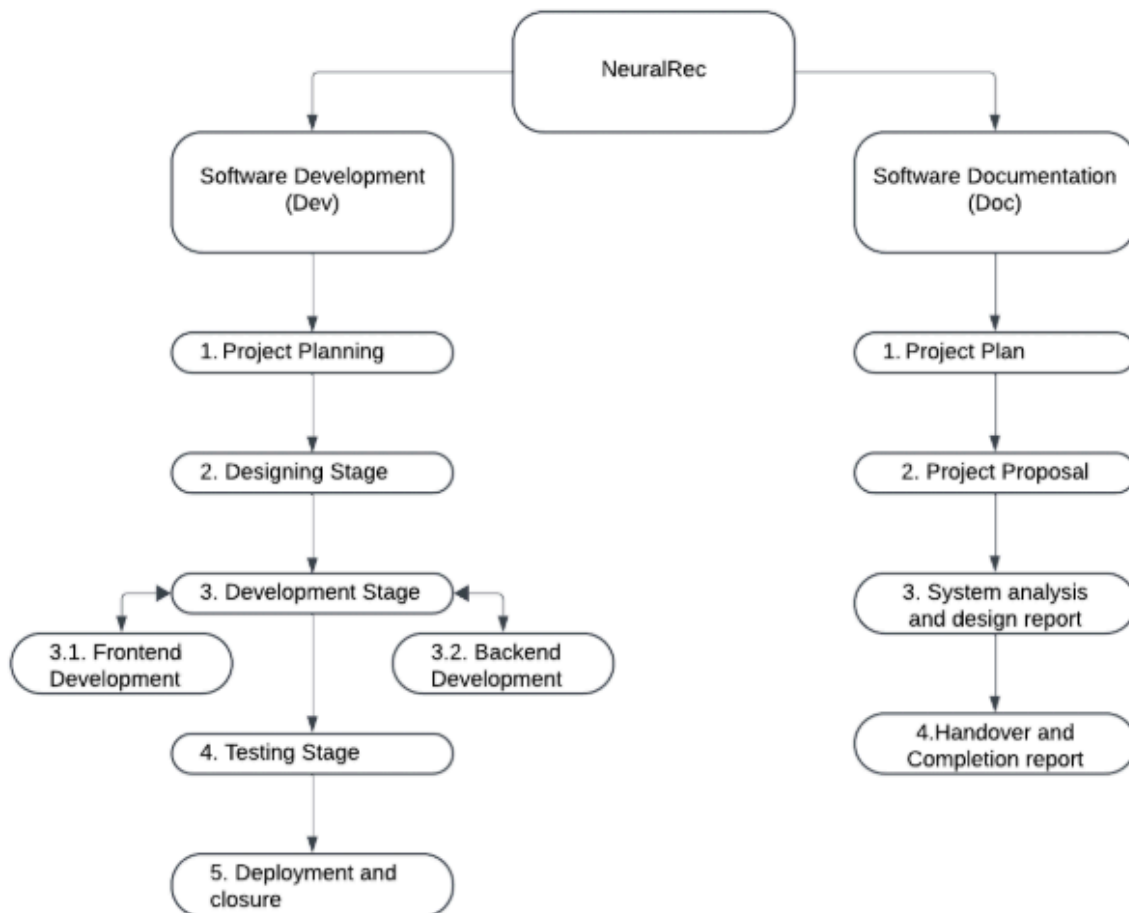 NeuralRec
Software Development
(Dev)
Software Documentation
(Doc)
1. Project Planning
1. Project Plan
2. Designing Stage
2. Project Proposal
3. Development Stage
3. System analysis
and design report
3.1. Frontend
Development
3.2. Backend
Development
4. Testing Stage
4.Handover and
Completion report
5. Deployment and
closure